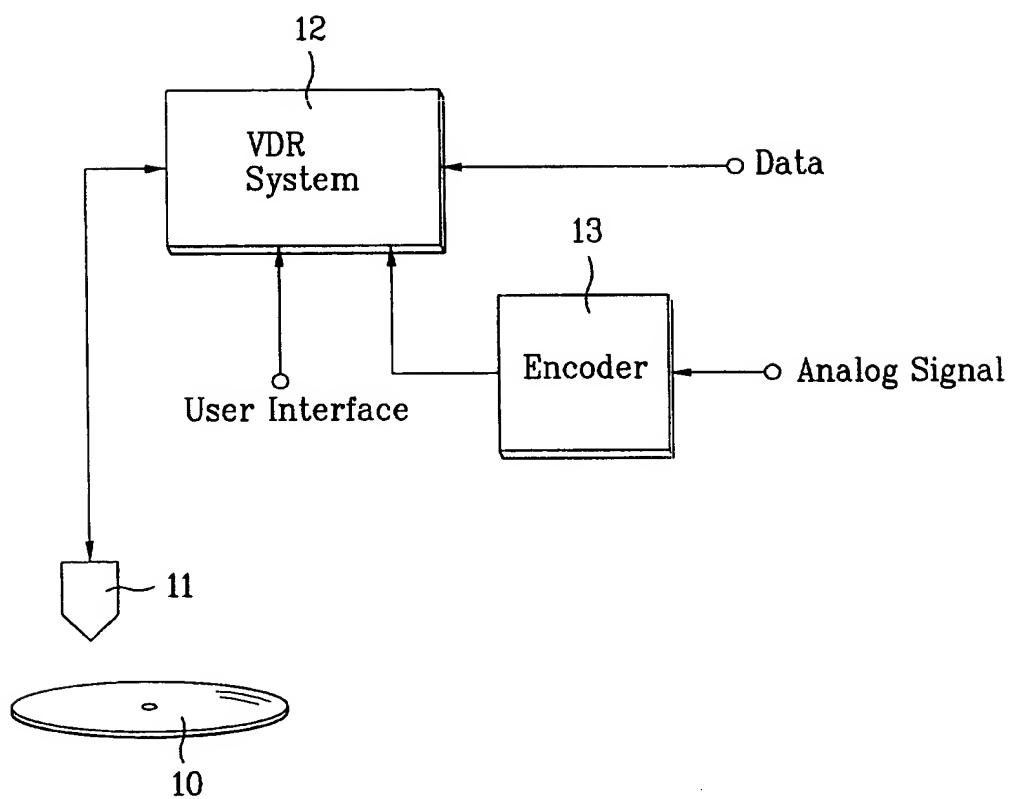 12
VDR
System
Data
13
Encoder
Analog Signal
User Interface
11
10